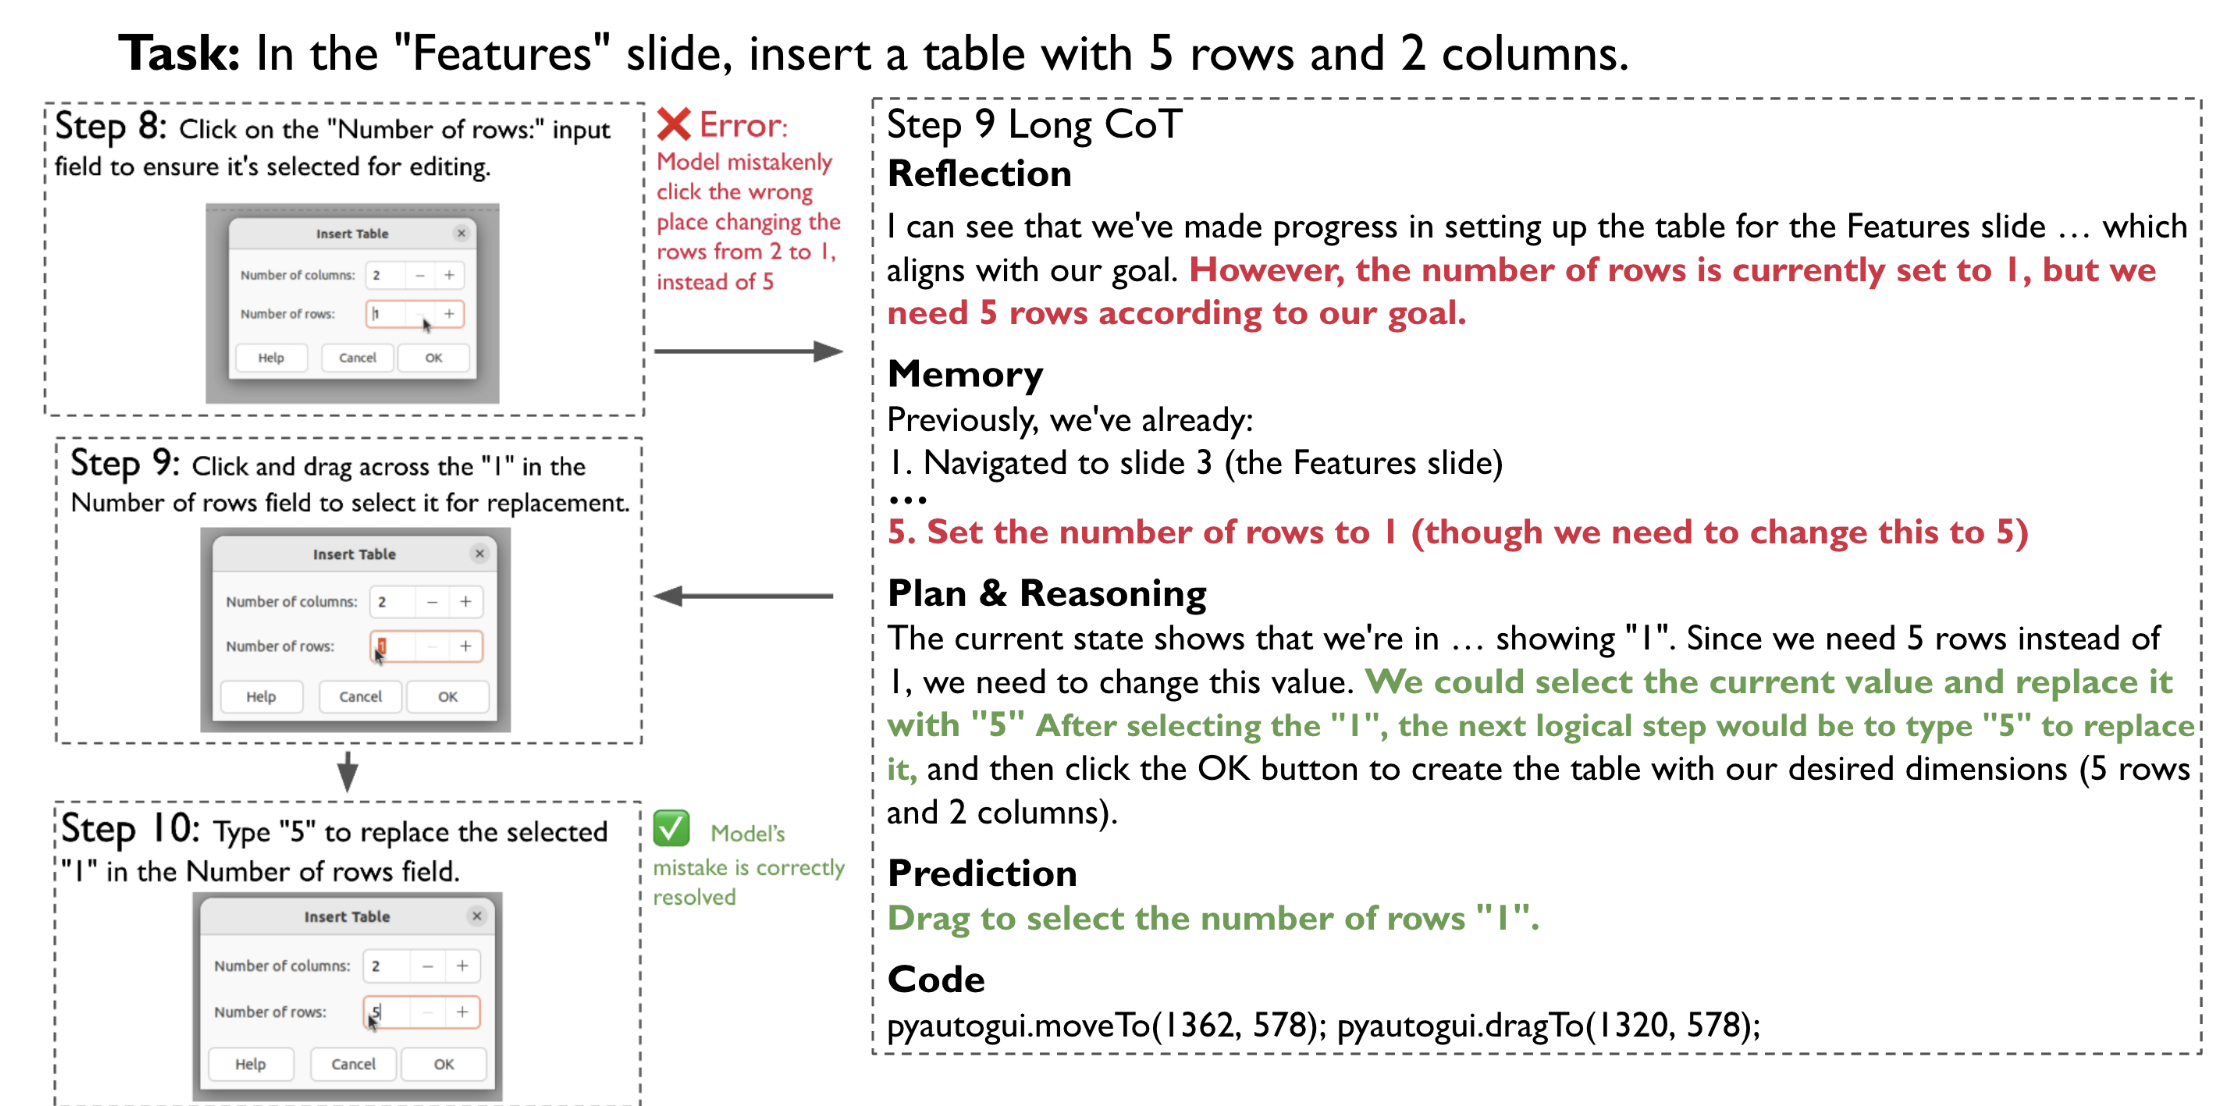 Task: In the "Features" slide, insert a table with 5 rows and 2 columns.
Step 8: Click on the "Number of rows:" input
field to ensure it's selected for editing.
Insert Table
Number of columns: 2 − +
Number of rows: 1 − +
Help Cancel OK
❌ Error:
Model mistakenly
click the wrong
place changing the
rows from 2 to 1,
instead of 5
Step 9: Click and drag across the "1" in the
Number of rows field to select it for replacement.
Insert Table
Number of columns: 2 − +
Number of rows: 1 − +
Help Cancel OK
Step 10: Type "5" to replace the selected
"1" in the Number of rows field.
Insert Table
Number of columns: 2 − +
Number of rows: 5 − +
Help Cancel OK
✅ Model's
mistake is correctly
resolved
Step 9 Long CoT
Reflection
I can see that we've made progress in setting up the table for the Features slide … which
aligns with our goal. However, the number of rows is currently set to 1, but we
need 5 rows according to our goal.
Memory
Previously, we've already:
1. Navigated to slide 3 (the Features slide)
…
5. Set the number of rows to 1 (though we need to change this to 5)
Plan & Reasoning
The current state shows that we're in … showing "1". Since we need 5 rows instead of
1, we need to change this value. We could select the current value and replace it
with "5" After selecting the "1", the next logical step would be to type "5" to replace
it, and then click the OK button to create the table with our desired dimensions (5 rows
and 2 columns).
Prediction
Drag to select the number of rows "1".
Code
pyautogui.moveTo(1362, 578); pyautogui.dragTo(1320, 578);